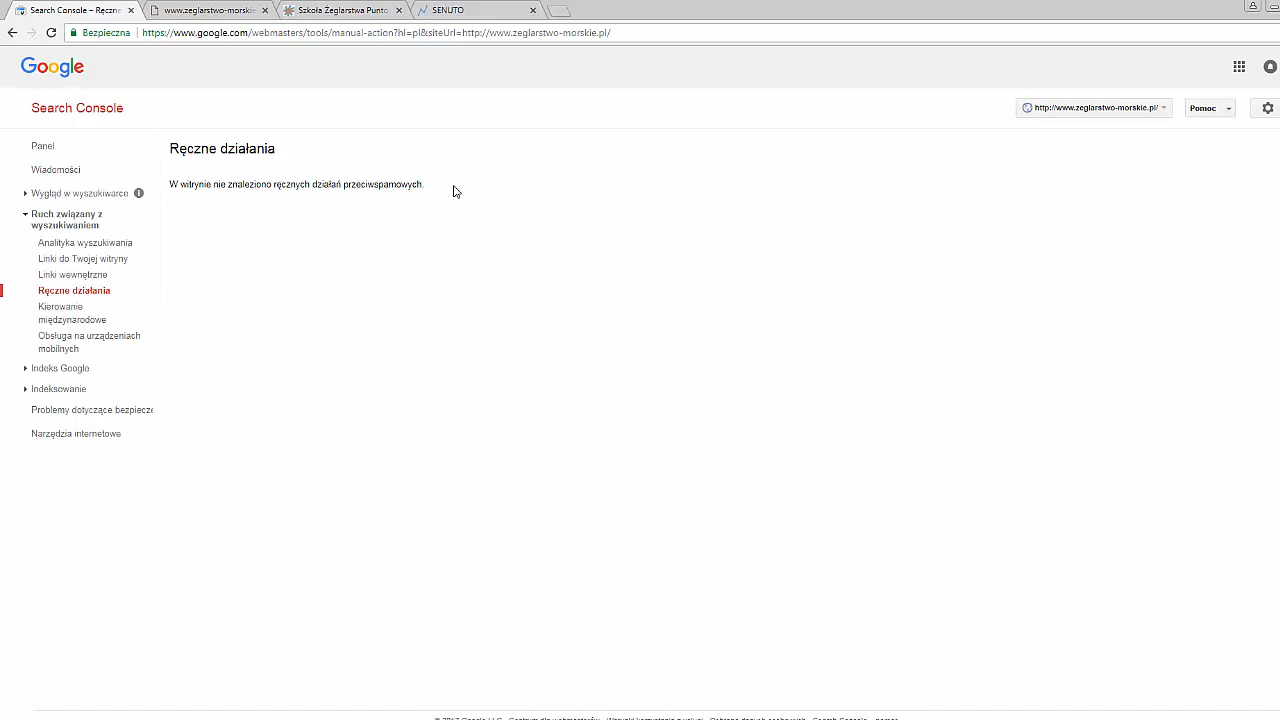 Search Console – Ręczne
www.zeglarstwo-morskie
Szkoła Żeglarstwa Punto
SENUTO
Bezpieczna
https://www.google.com/webmasters/tools/manual-action?hl=pl&siteUrl=http://www.zeglarstwo-morskie.pl/
Google
Search Console
http://www.zeglarstwo-morskie.pl/
Pomoc
Panel
Wiadomości
Wygląd w wyszukiwarce
Ruch związany z
wyszukiwaniem
Analityka wyszukiwania
Linki do Twojej witryny
Linki wewnętrzne
Ręczne działania
Kierowanie
międzynarodowe
Obsługa na urządzeniach
mobilnych
Indeks Google
Indeksowanie
Problemy dotyczące bezpiecze
Narzędzia internetowe
Ręczne działania
W witrynie nie znaleziono ręcznych działań przeciwspamowych.